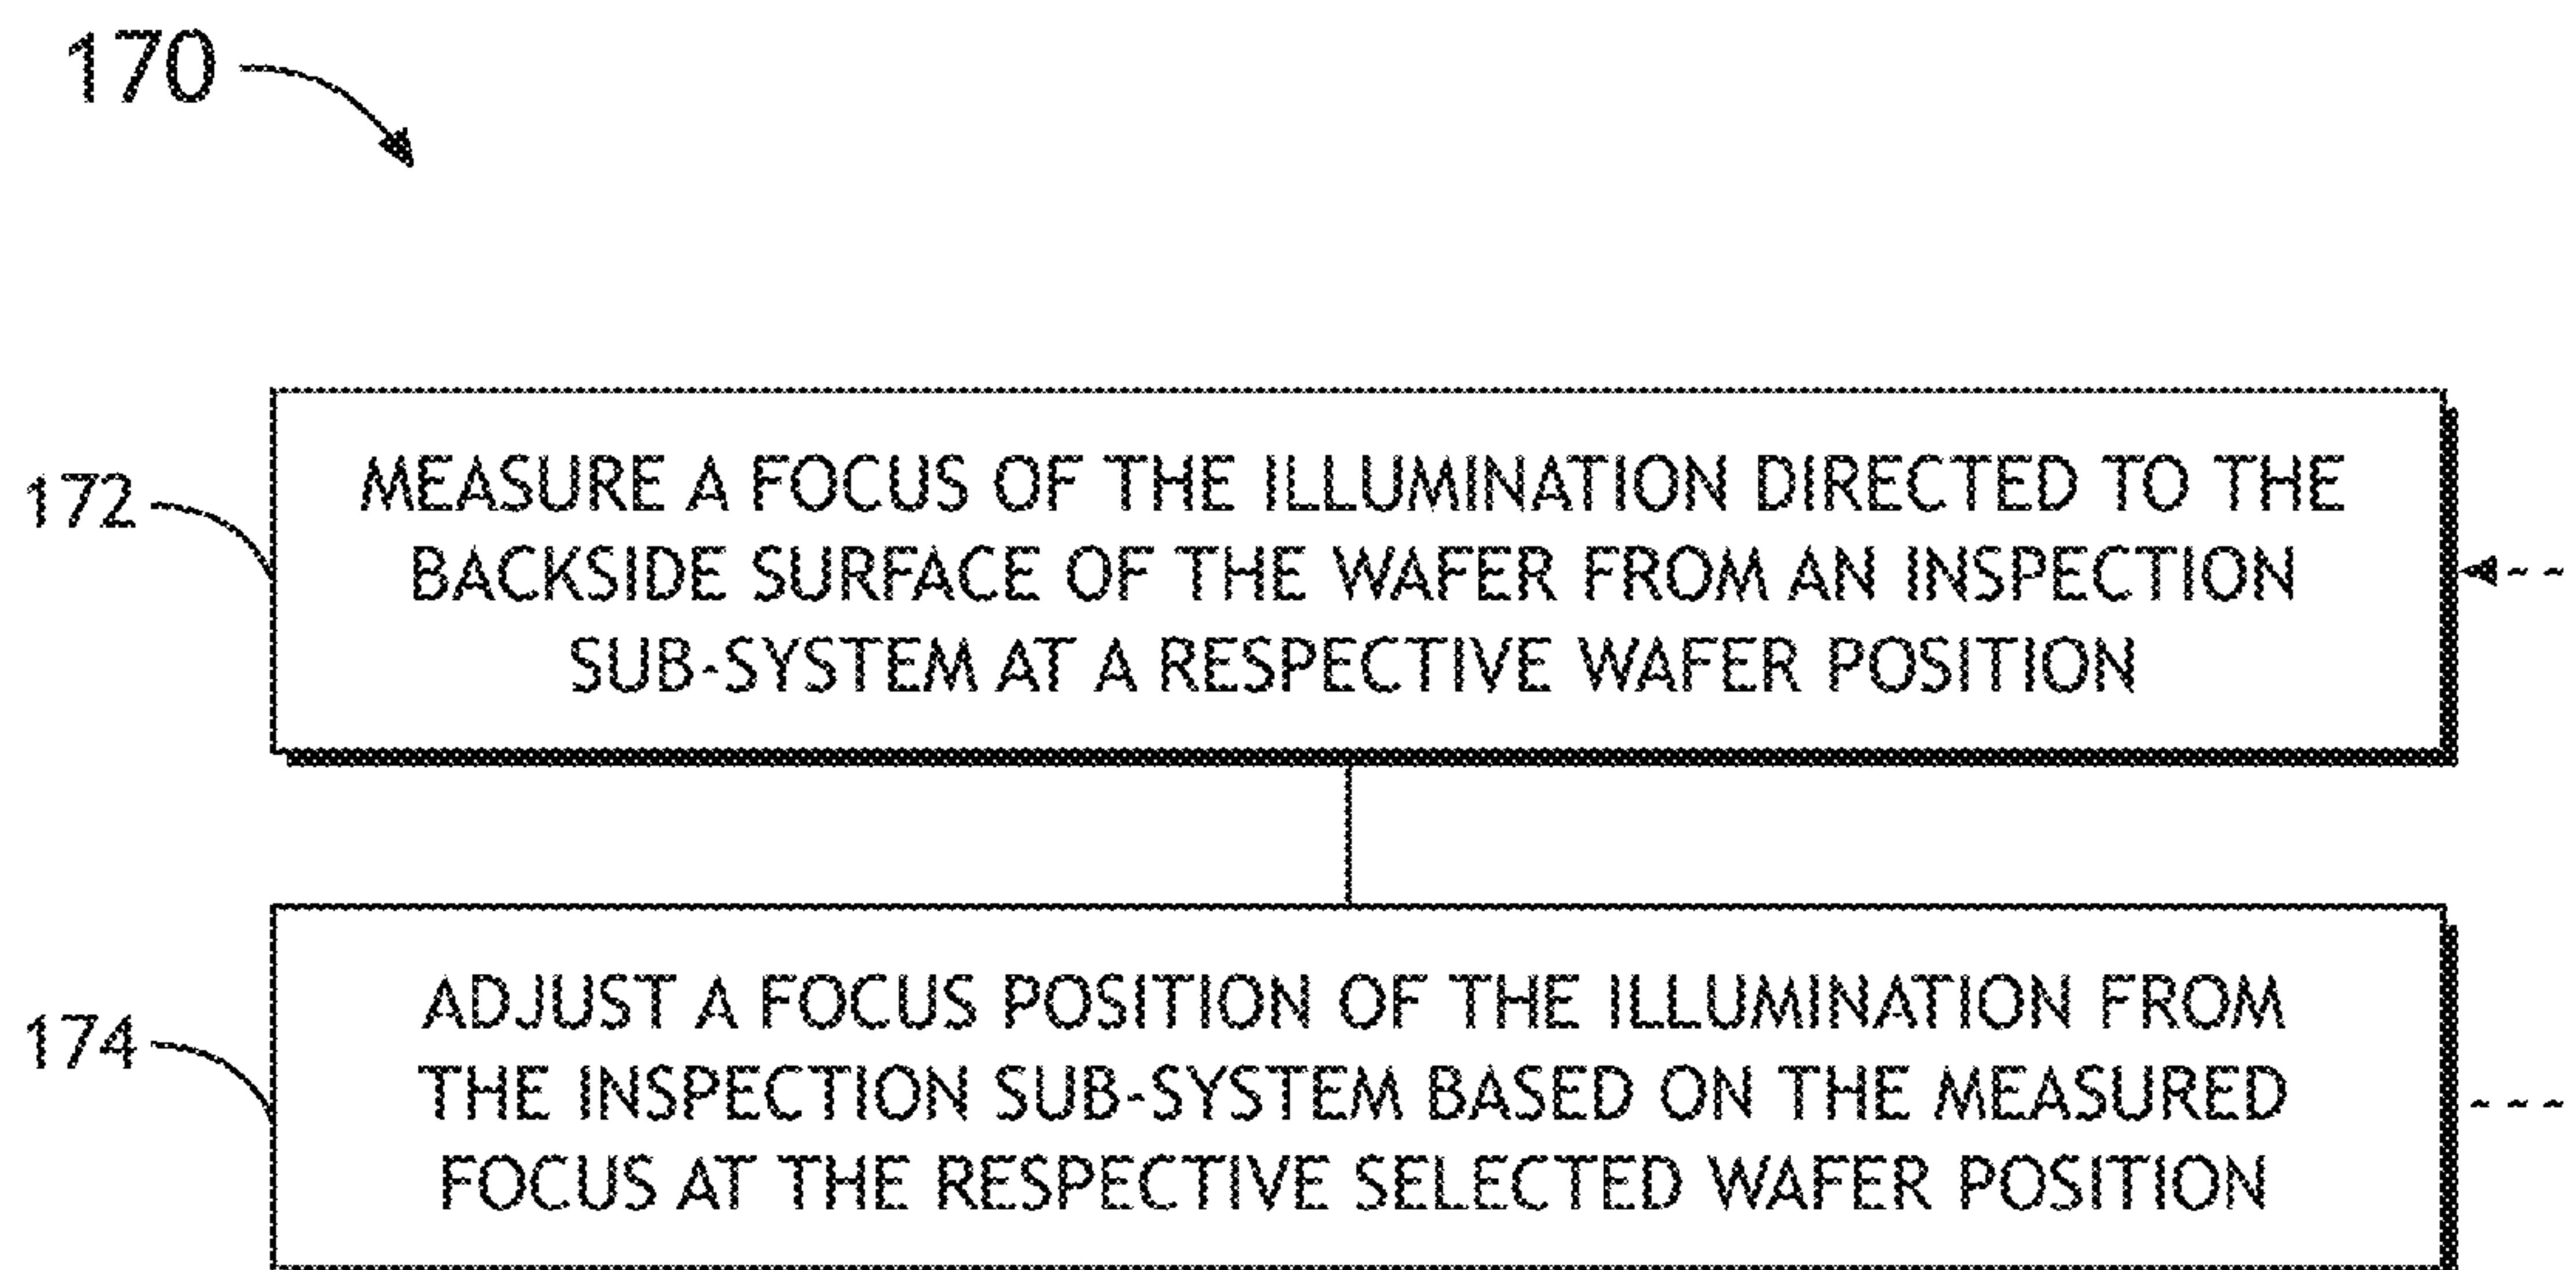 170
172
MEASURE A FOCUS OF THE ILLUMINATION DIRECTED TO THE
BACKSIDE SURFACE OF THE WAFER FROM AN INSPECTION
SUB-SYSTEM AT A RESPECTIVE WAFER POSITION
174
ADJUST A FOCUS POSITION OF THE ILLUMINATION FROM
THE INSPECTION SUB-SYSTEM BASED ON THE MEASURED
FOCUS AT THE RESPECTIVE SELECTED WAFER POSITION